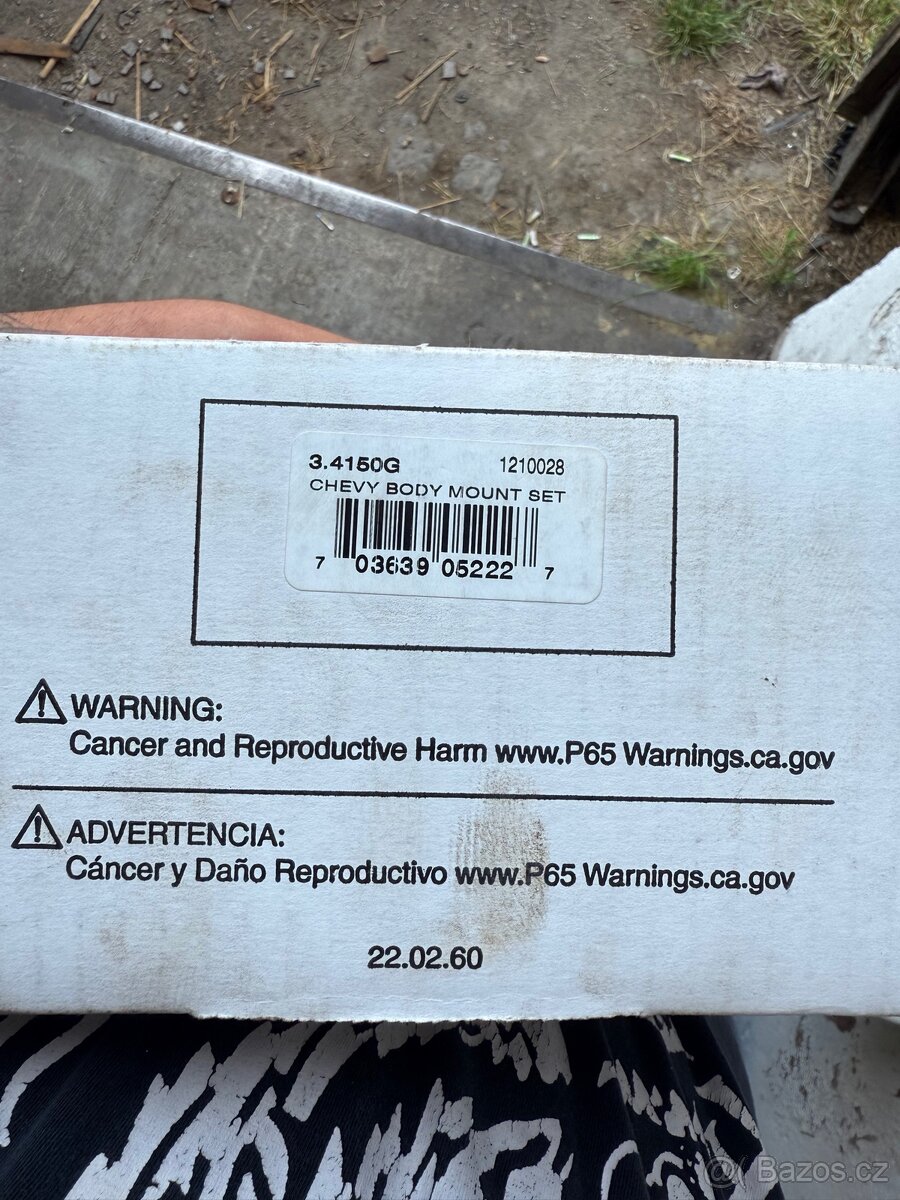 3.4150G 1210028
CHEVY BODY MOUNT SET
7 03639 05222 7
WARNING:
Cancer and Reproductive Harm www.P65 Warnings.ca.gov
ADVERTENCIA:
Cáncer y Daño Reproductivo www.P65 Warnings.ca.gov
22.02.60
Bazos.cz